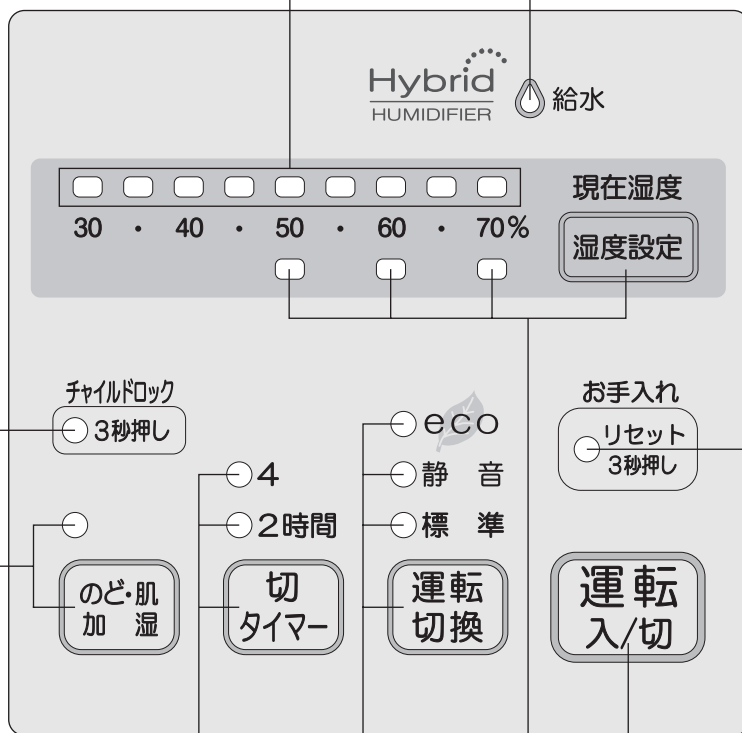 Hybrid
HUMIDIFIER
給水
現在湿度
30 · 40 · 50 · 60 · 70%
湿度設定
チャイルドロック
3秒押し
お手入れ
リセット
3秒押し
eco
静音
標準
4
2時間
のど・肌
加湿
切
タイマー
運転
切換
運転
入/切